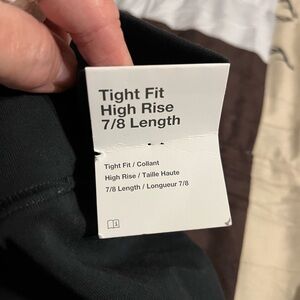 Tight Fit
High Rise
7/8 Length
Tight Fit / Collant
High Rise / Taille Haute
7/8 Length / Longueur 7/8